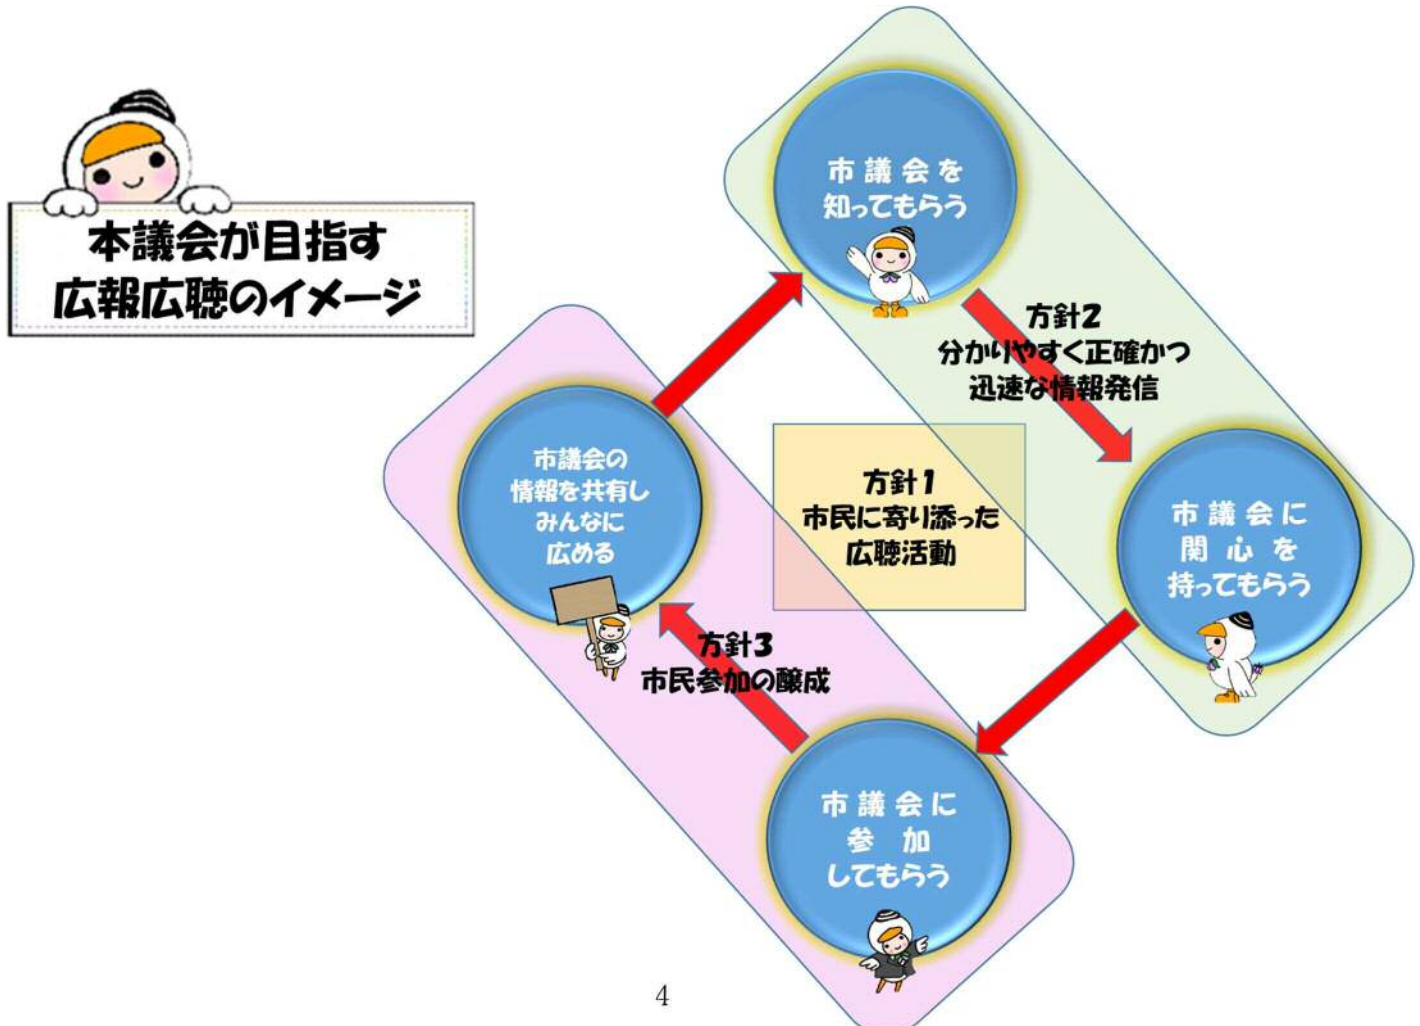 本議会が目指す
広報広聴のイメージ
市議会を
知ってもらう
方針2
分かりやすく正確かつ
迅速な情報発信
市議会に
関心を
持ってもらう
方針1
市民に寄り添った
広聴活動
市議会の
情報を共有し
みんなに
広める
方針3
市民参加の醸成
市議会に
参加
してもらう
4